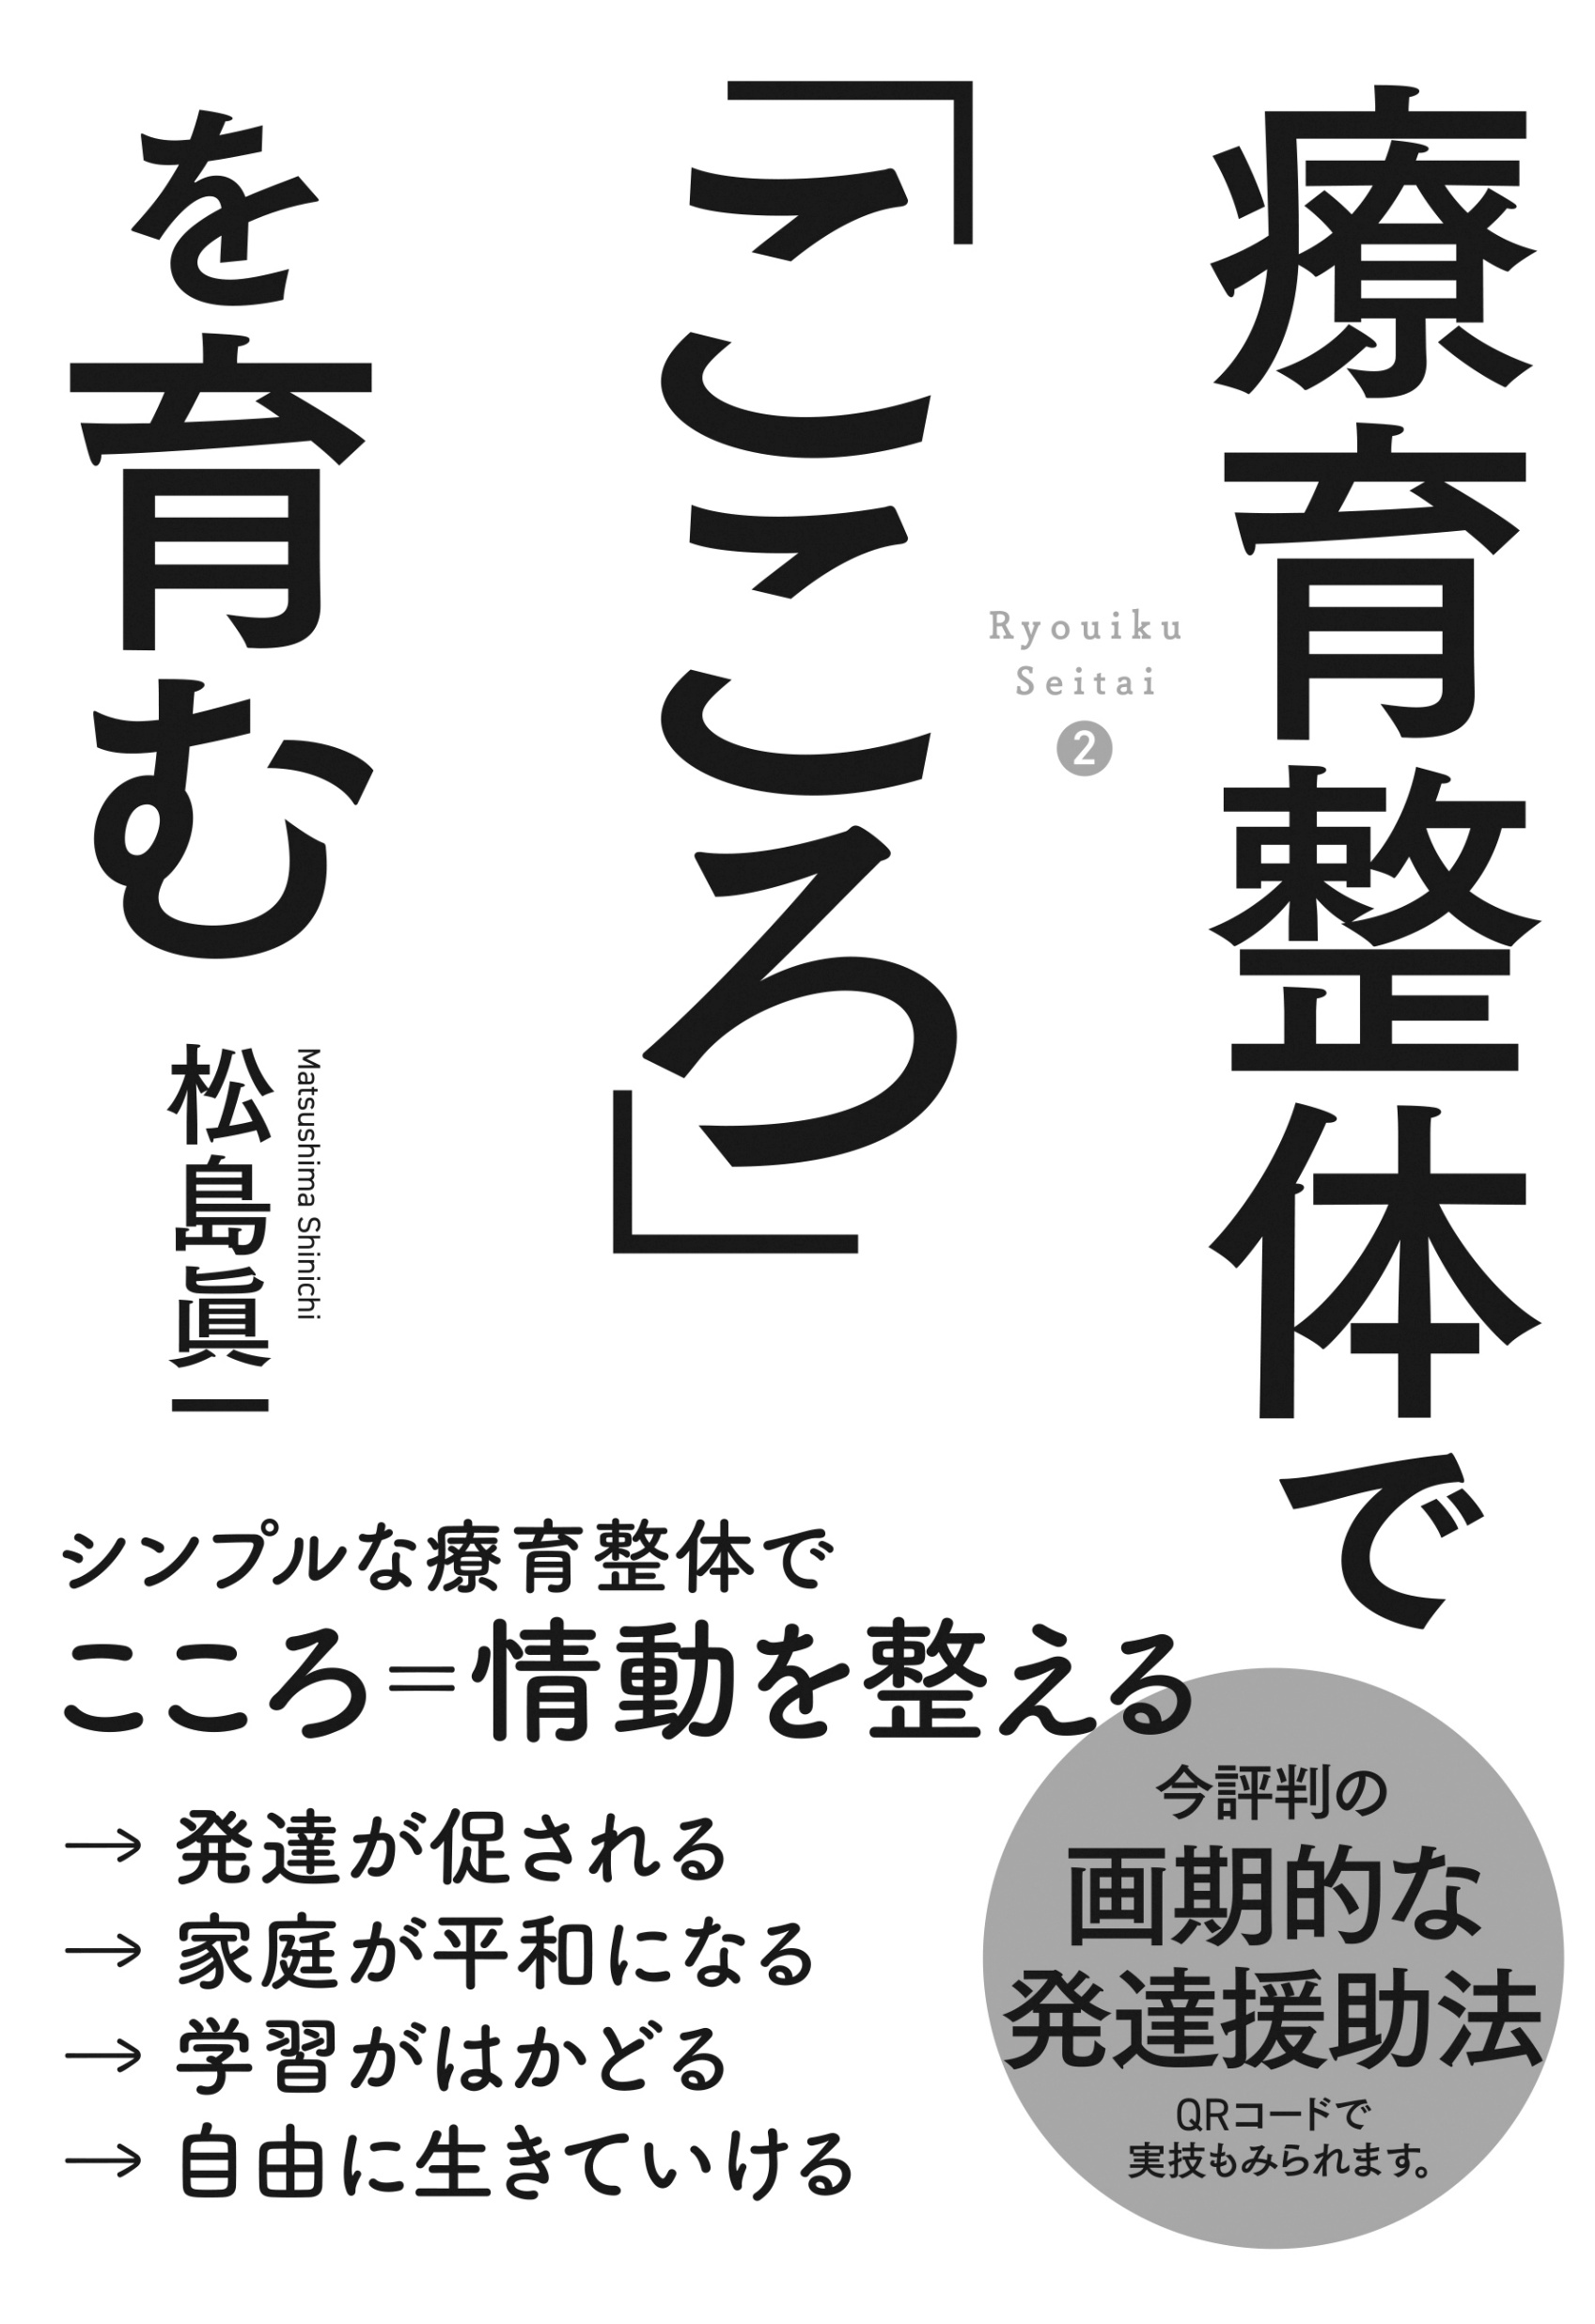 療育整体で
「こころ」
を育む
Ryouiku
Seitai
2
Matsushima Shinichi
松島眞一
シンプルな療育整体で
こころ=情動を整える
→ 発達が促される
→ 家庭が平和になる
→ 学習がはかどる
→ 自由に生きていける
今評判の
画期的な
発達援助法
QRコードで
実技もみられます。